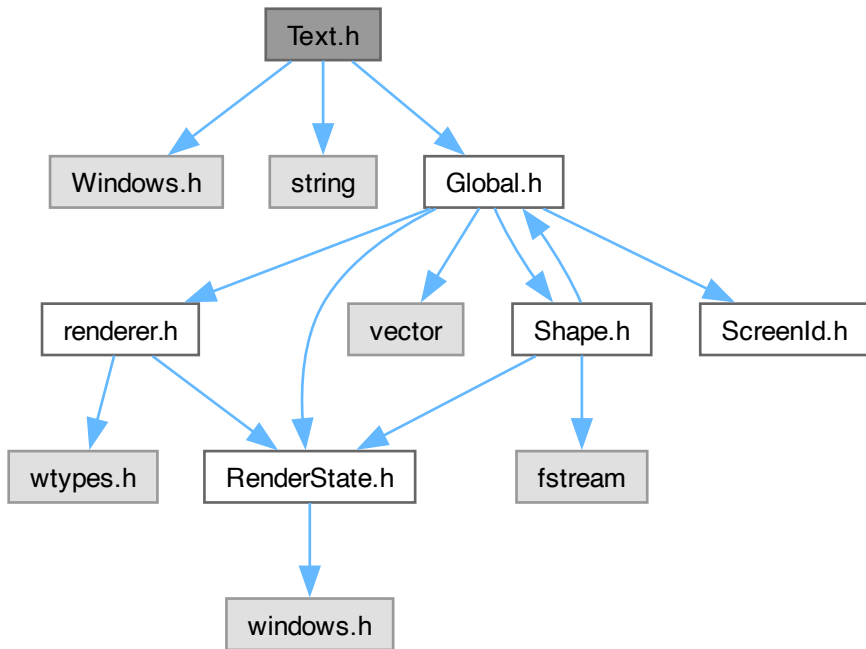 Text.h
Windows.h
string
Global.h
renderer.h
vector
Shape.h
ScreenId.h
wtypes.h
RenderState.h
fstream
windows.h